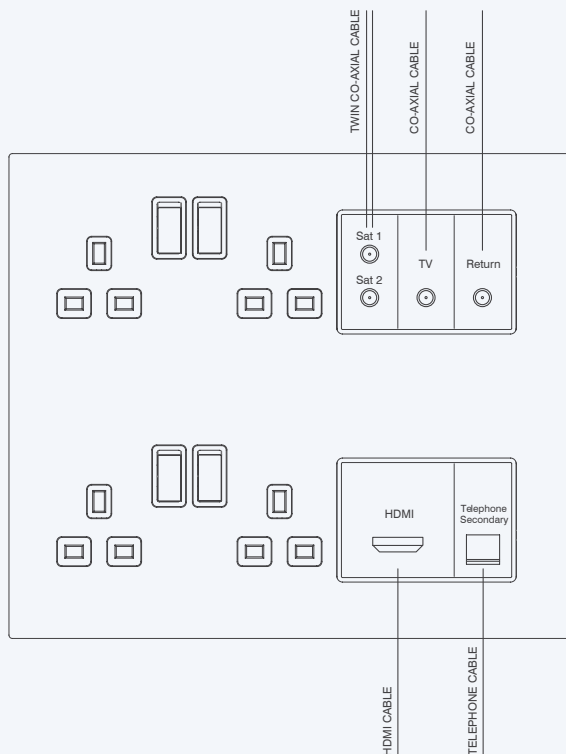 TWIN CO-AXIAL CABLE
CO-AXIAL CABLE
CO-AXIAL CABLE
Sat 1
Sat 2
TV
Return
HDMI
Telephone
Secondary
HDMI CABLE
TELEPHONE CABLE